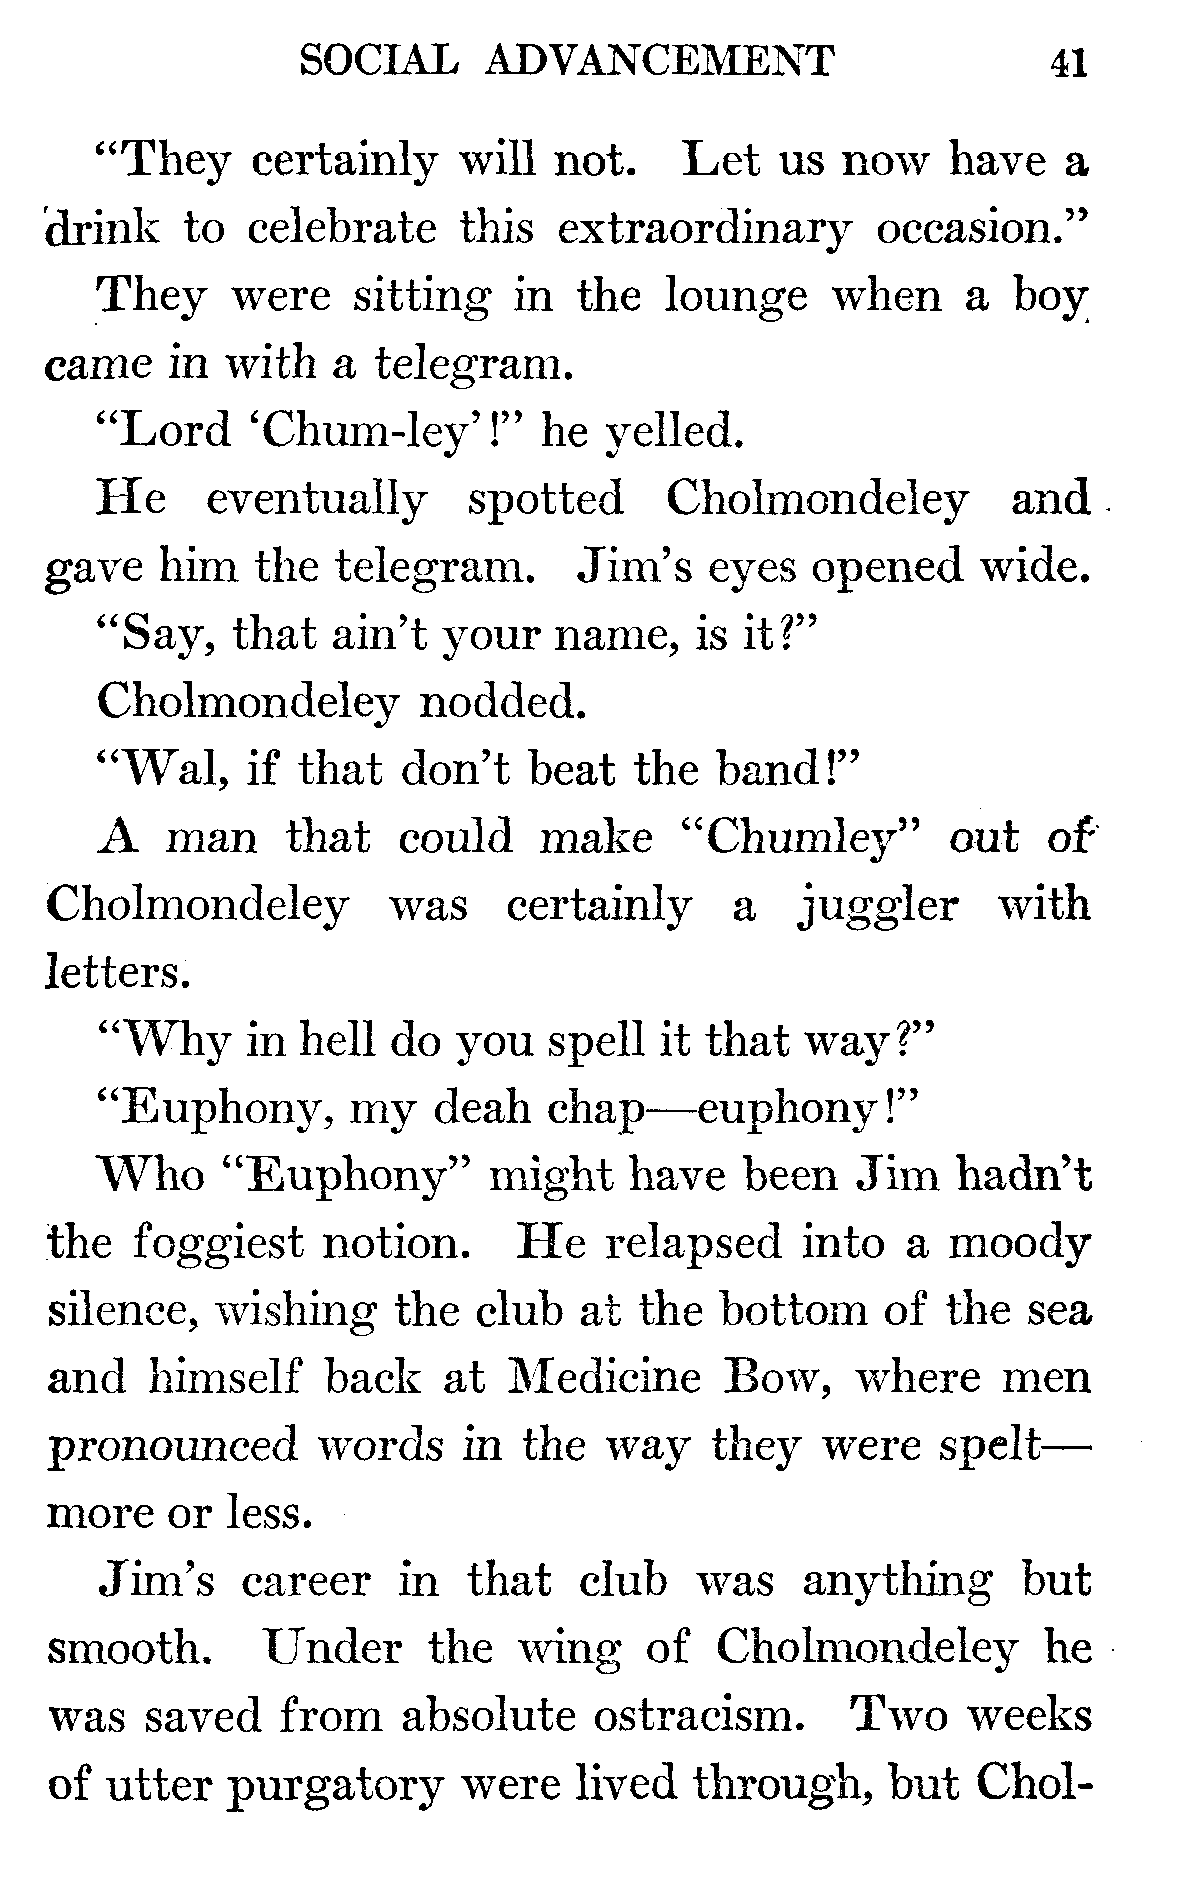 SOCIAL ADVANCEMENT 41
“They certainly will not. Let us now have a
drink to celebrate this extraordinary occasion.”
They were sitting in the lounge when a boy
came in with a telegram.
“Lord ‘Chum-ley’!” he yelled.
He eventually spotted Cholmondeley and
gave him the telegram. Jim’s eyes opened wide.
“Say, that ain’t your name, is it?”
Cholmondeley nodded.
“Wal, if that don’t beat the band!”
A man that could make “Chumley” out of
Cholmondeley was certainly a juggler with
letters.
“Why in hell do you spell it that way?”
“Euphony, my deah chap—euphony!”
Who “Euphony” might have been Jim hadn’t
the foggiest notion. He relapsed into a moody
silence, wishing the club at the bottom of the sea
and himself back at Medicine Bow, where men
pronounced words in the way they were spelt—
more or less.
Jim’s career in that club was anything but
smooth. Under the wing of Cholmondeley he
was saved from absolute ostracism. Two weeks
of utter purgatory were lived through, but Chol-